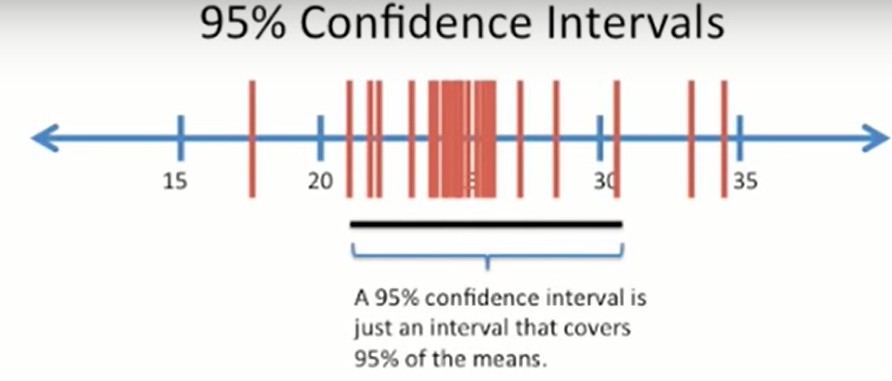 95% Confidence Intervals
15 20 30 35
A 95% confidence interval is
just an interval that covers
95% of the means.